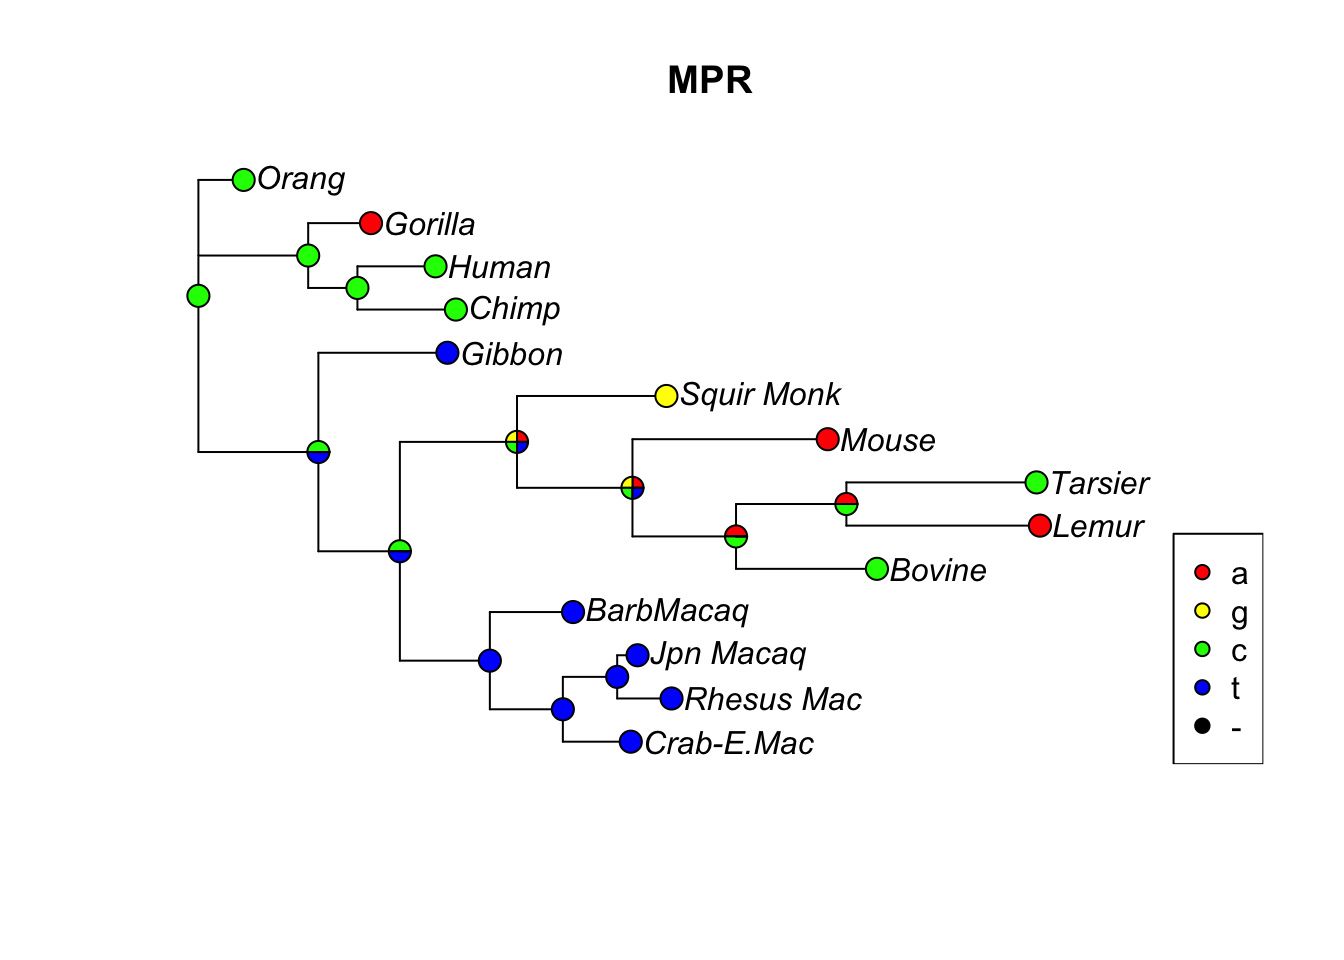 MPR
Orang
Gorilla
Human
Chimp
Gibbon
Squir Monk
Mouse
Tarsier
Lemur
Bovine
BarbMacaq
Jpn Macaq
Rhesus Mac
Crab-E.Mac
a
g
c
t
-